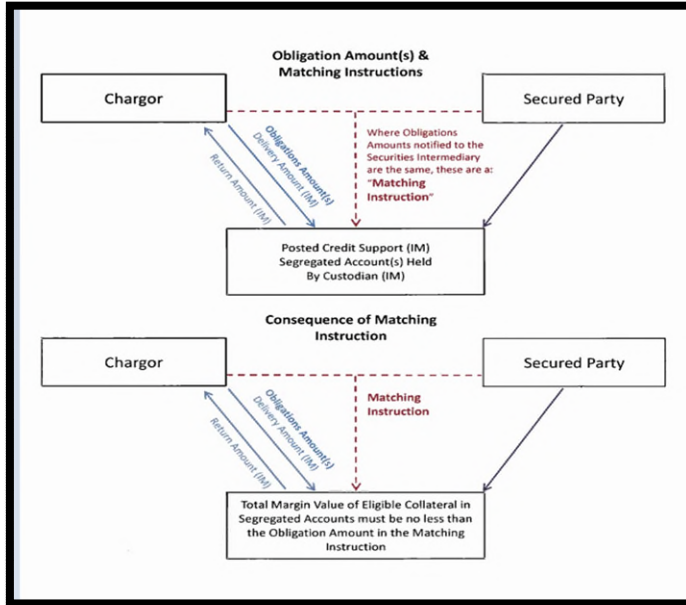 Obligation Amount(s) &
Matching Instructions
Chargor
Secured Party
Obligations Amount(s)
Delivery Amount (IM)
Return Amount (IM)
Where Obligations
Amounts notified to the
Securities Intermediary
are the same, these are a:
"Matching
Instruction"
Posted Credit Support (IM)
Segregated Account(s) Held
By Custodian (IM)
Consequence of Matching
Instruction
Chargor
Secured Party
Obligations Amount(s)
Delivery Amount (IM)
Return Amount (IM)
Matching
Instruction
Total Margin Value of Eligible Collateral in
Segregated Accounts must be no less than
the Obligation Amount in the Matching
Instruction